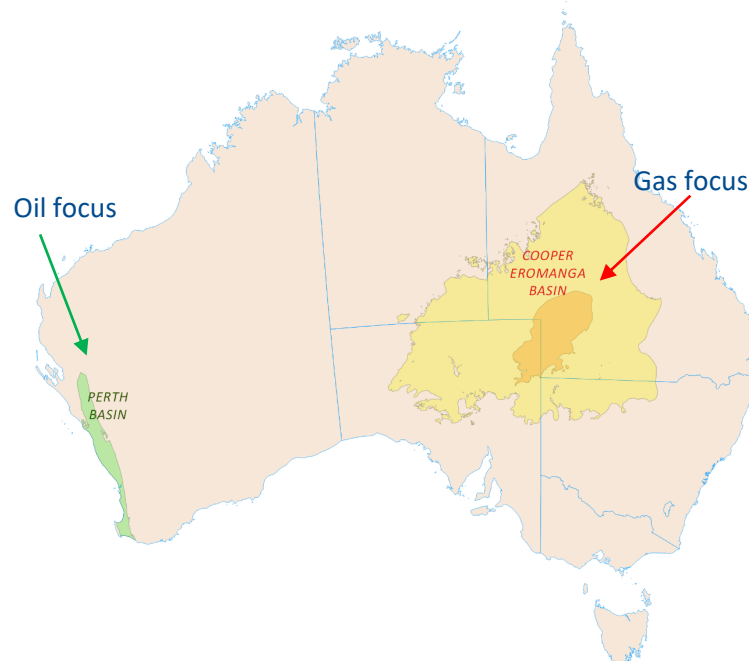 Gas focus
Oil focus
COOPER
EROMANGA
BASIN
PERTH
BASIN